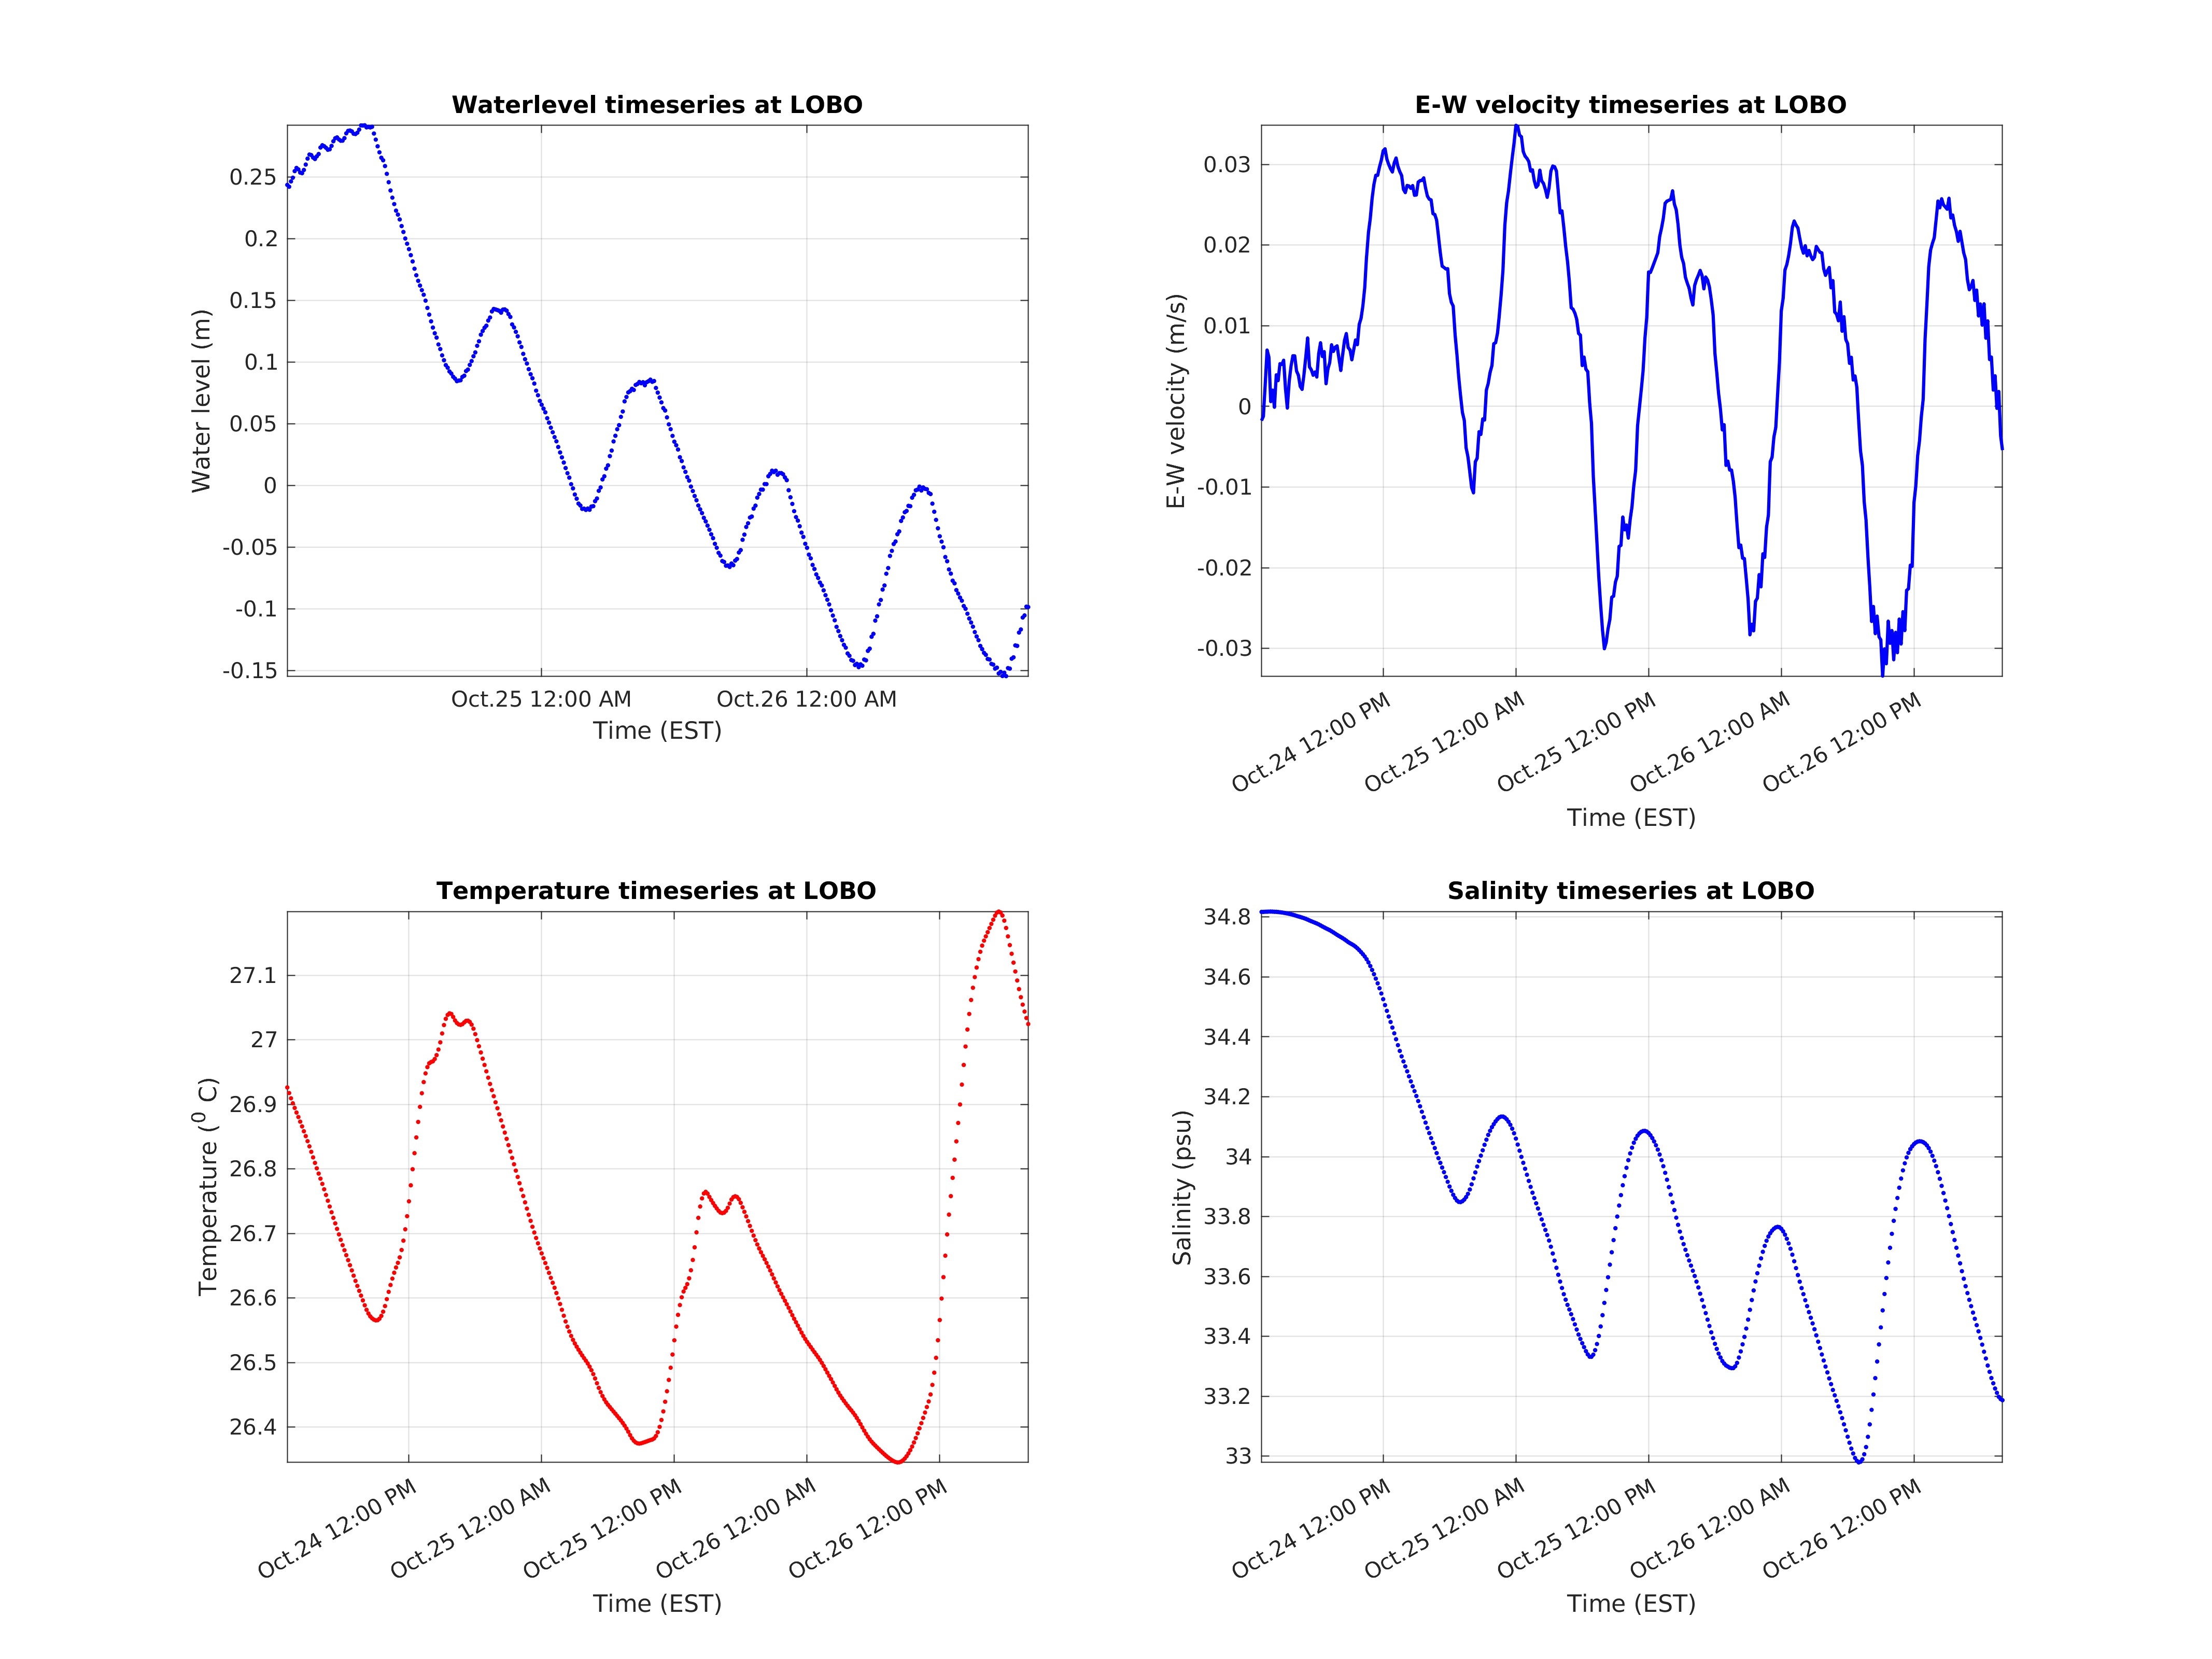 Waterlevel timeseries at LOBO
0.25
0.2
0.15
0.1
0.05
0
-0.05
-0.1
-0.15
Water level (m)
Oct.25 12:00 AM
Oct.26 12:00 AM
Time (EST)
E-W velocity timeseries at LOBO
0.03
0.02
0.01
0
-0.01
-0.02
-0.03
E-W velocity (m/s)
Oct.24 12:00 PM
Oct.25 12:00 AM
Oct.25 12:00 PM
Oct.26 12:00 AM
Oct.26 12:00 PM
Time (EST)
Temperature timeseries at LOBO
27.1
27
26.9
26.8
26.7
26.6
26.5
26.4
Temperature (⁰ C)
Oct.24 12:00 PM
Oct.25 12:00 AM
Oct.25 12:00 PM
Oct.26 12:00 AM
Oct.26 12:00 PM
Time (EST)
Salinity timeseries at LOBO
34.8
34.6
34.4
34.2
34
33.8
33.6
33.4
33.2
33
Salinity (psu)
Oct.24 12:00 PM
Oct.25 12:00 AM
Oct.25 12:00 PM
Oct.26 12:00 AM
Oct.26 12:00 PM
Time (EST)